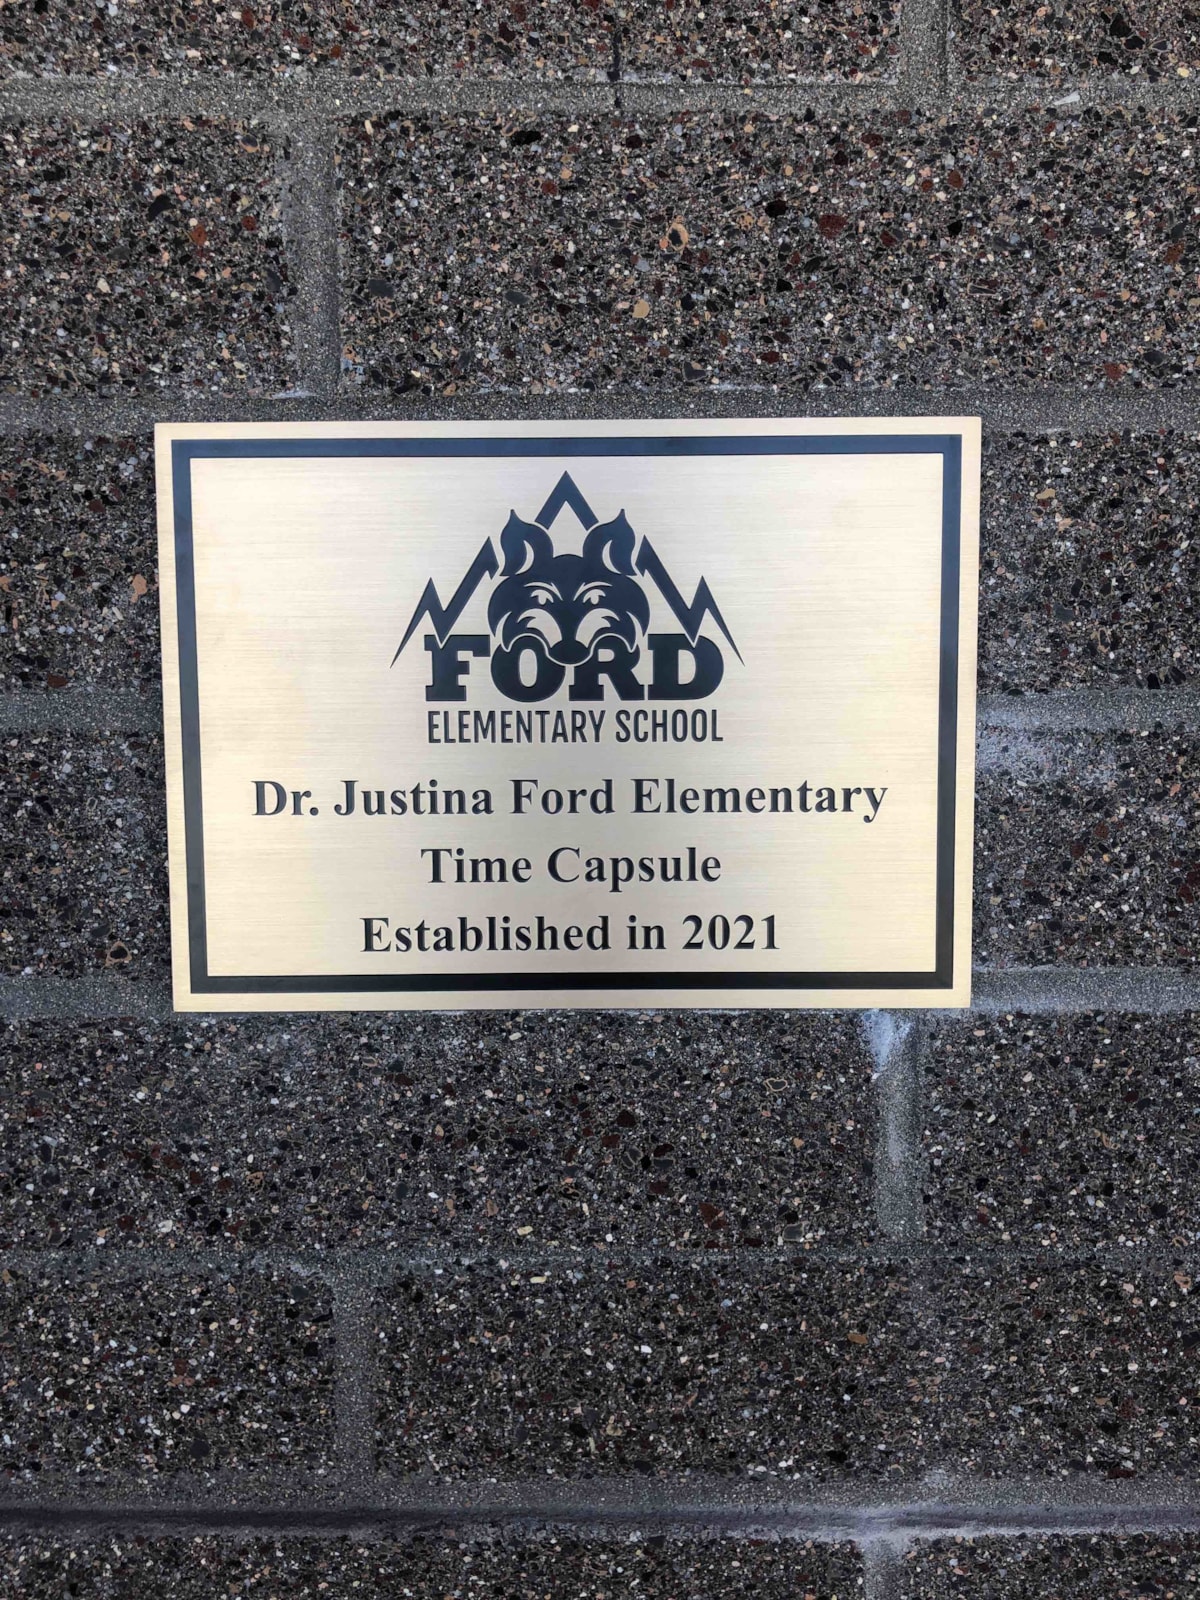 FORD
ELEMENTARY SCHOOL
Dr. Justina Ford Elementary
Time Capsule
Established in 2021